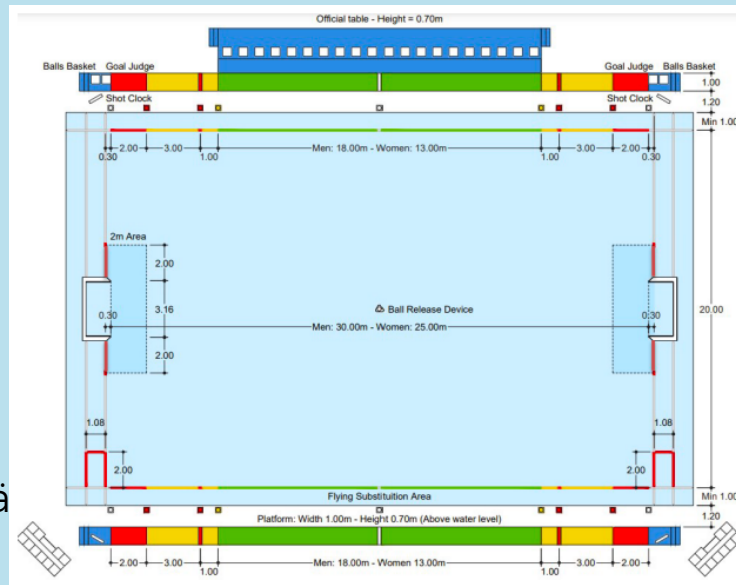 Official table - Height = 0.70m
Balls Basket Goal Judge Goal Judge Balls Basket
Shot Clock Shot Clock
1.00
1.20
Min 1.00
2.00 3.00 Men: 18.00m - Women: 13.00m 3.00 2.00
0.30 1.00 1.00 0.30
2m Area
2.00
3.16
Ball Release Device
20.00
0.30 0.30
Men: 30.00m - Women: 25.00m
2.00
1.08 1.08
2.00 2.00
ä
Flying Substituition Area
Min 1.00
Platform: Width 1.00m - Height 0.70m (Above water level)
1.20
2.00 3.00 Men: 18.00m - Women 13.00m 3.00 2.00
1.00 1.00